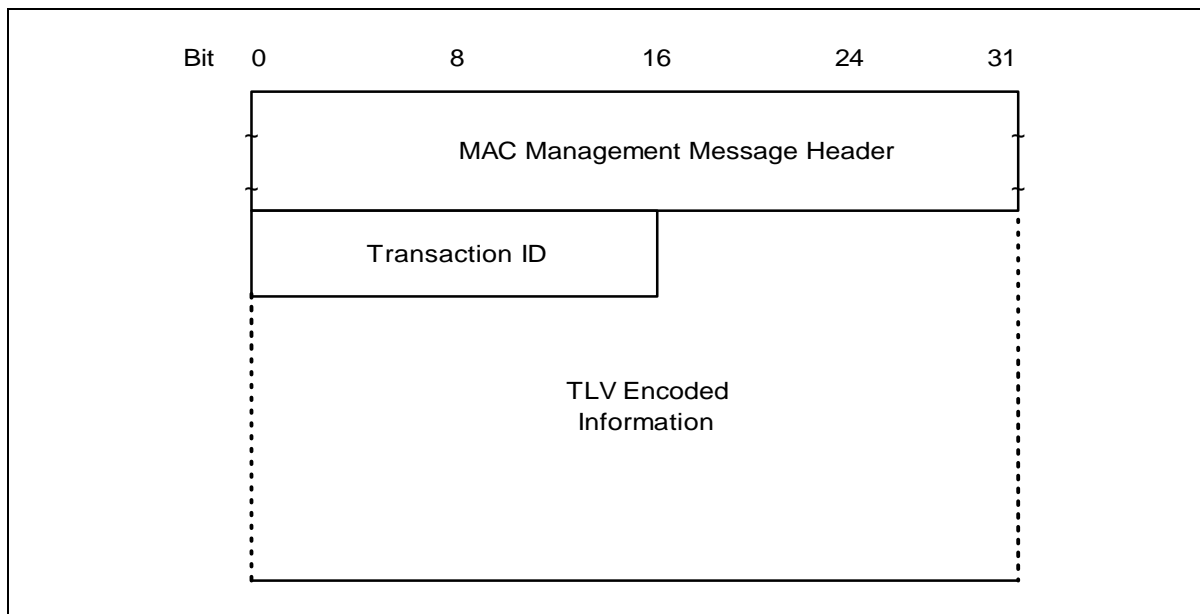 Bit 0 8 16 24 31
MAC Management Message Header
Transaction ID
TLV Encoded
Information